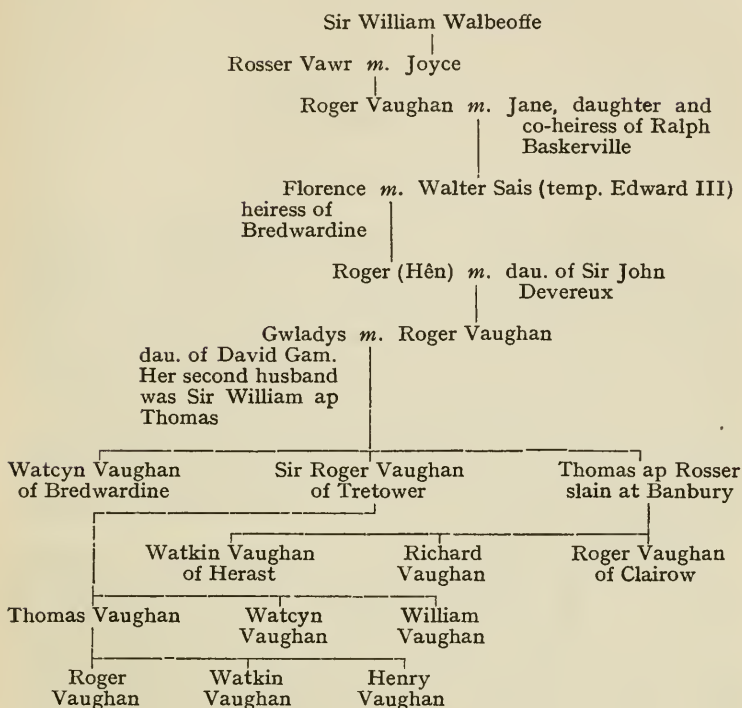 Sir William Walbeoffe
Rosser Vawr m. Joyce
Roger Vaughan m. Jane, daughter and
co-heiress of Ralph
Baskerville
Florence m. Walter Sais (temp. Edward III)
heiress of
Bredwardine
Roger (Hên) m. dau. of Sir John
Devereux
Gwladys m. Roger Vaughan
dau. of David Gam.
Her second husband
was Sir William ap
Thomas
Watcyn Vaughan
of Bredwardine
Sir Roger Vaughan
of Tretower
Thomas ap Rosser
slain at Banbury
Watkin Vaughan
of Herast
Richard
Vaughan
Roger Vaughan
of Clairow
Thomas Vaughan
Watcyn
Vaughan
William
Vaughan
Roger
Vaughan
Watkin
Vaughan
Henry
Vaughan